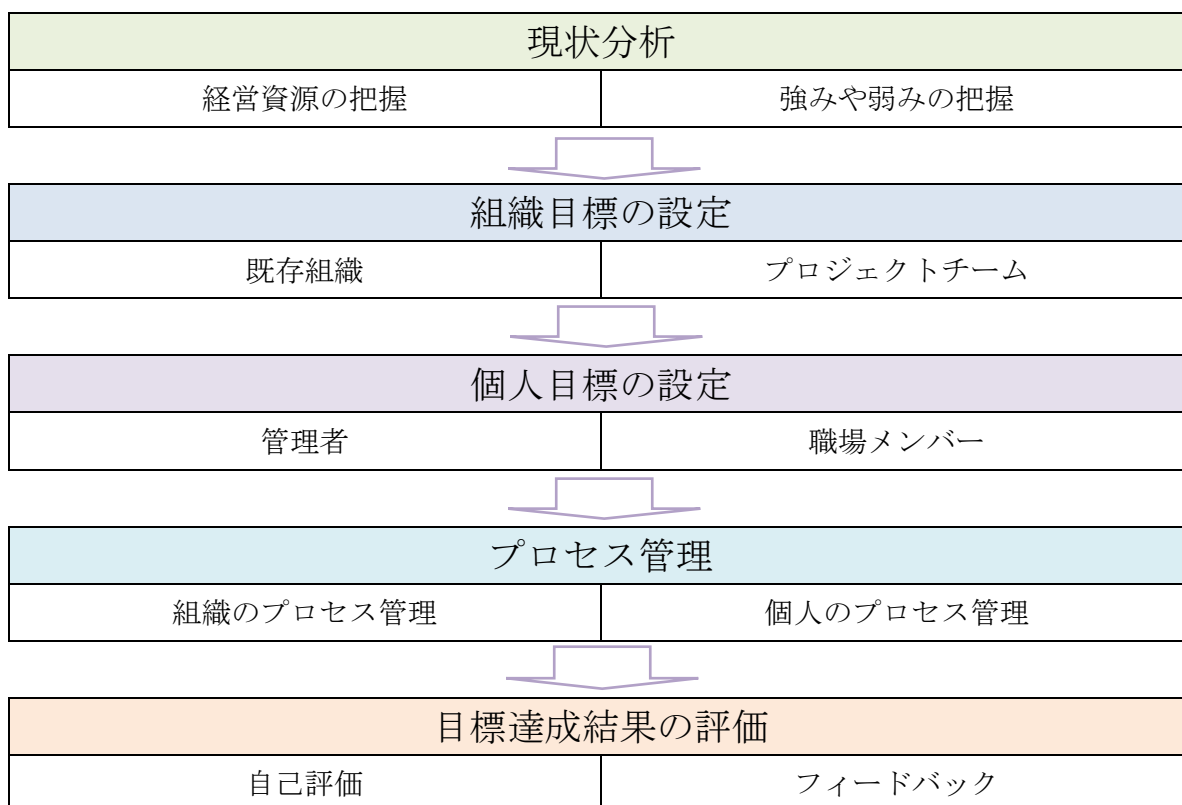 現状分析
経営資源の把握 強みや弱みの把握
組織目標の設定
既存組織 プロジェクトチーム
個人目標の設定
管理者 職場メンバー
プロセス管理
組織のプロセス管理 個人のプロセス管理
目標達成結果の評価
自己評価 フィードバック